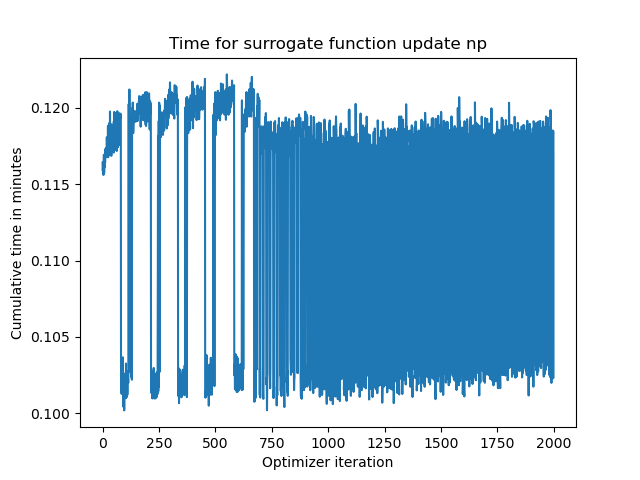 Time for surrogate function update np
Cumulative time in minutes
0.120
0.115
0.110
0.105
0.100
0 250 500 750 1000 1250 1500 1750 2000
Optimizer iteration